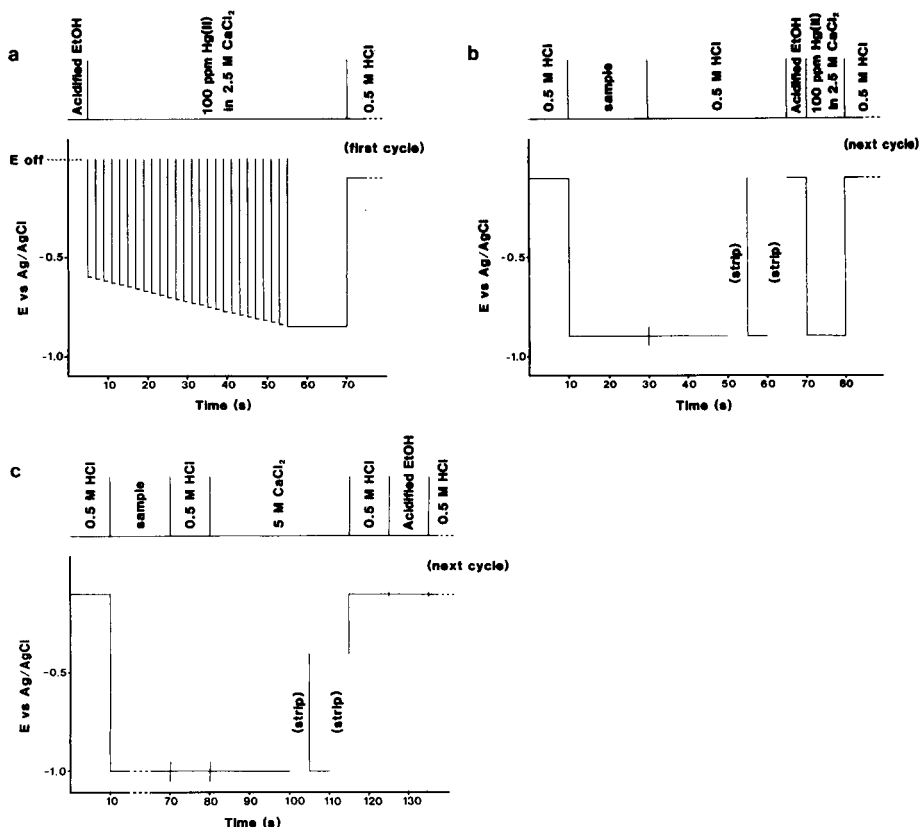 a
Acidified EtOH
100 ppm Hg(II)
in 2.5 M CaCl₂
0.5 M HCl
(first cycle)
E off
-0.5
-1.0
E vs Ag/AgCl
10 20 30 40 50 60 70
Time (s)
b
0.5 M HCl
sample
0.5 M HCl
Acidified EtOH
100 ppm Hg(II)
in 2.5 M CaCl₂
0.5 M HCl
(next cycle)
-0.5
-1.0
E vs Ag/AgCl
(strip)
(strip)
10 20 30 40 50 60 70 80
Time (s)
c
0.5 M HCl
sample
0.5 M HCl
5 M CaCl₂
0.5 M HCl
Acidified EtOH
0.5 M HCl
(next cycle)
-0.5
-1.0
E vs Ag/AgCl
(strip)
(strip)
10 70 80 90 100 110 120 130
Time (s)